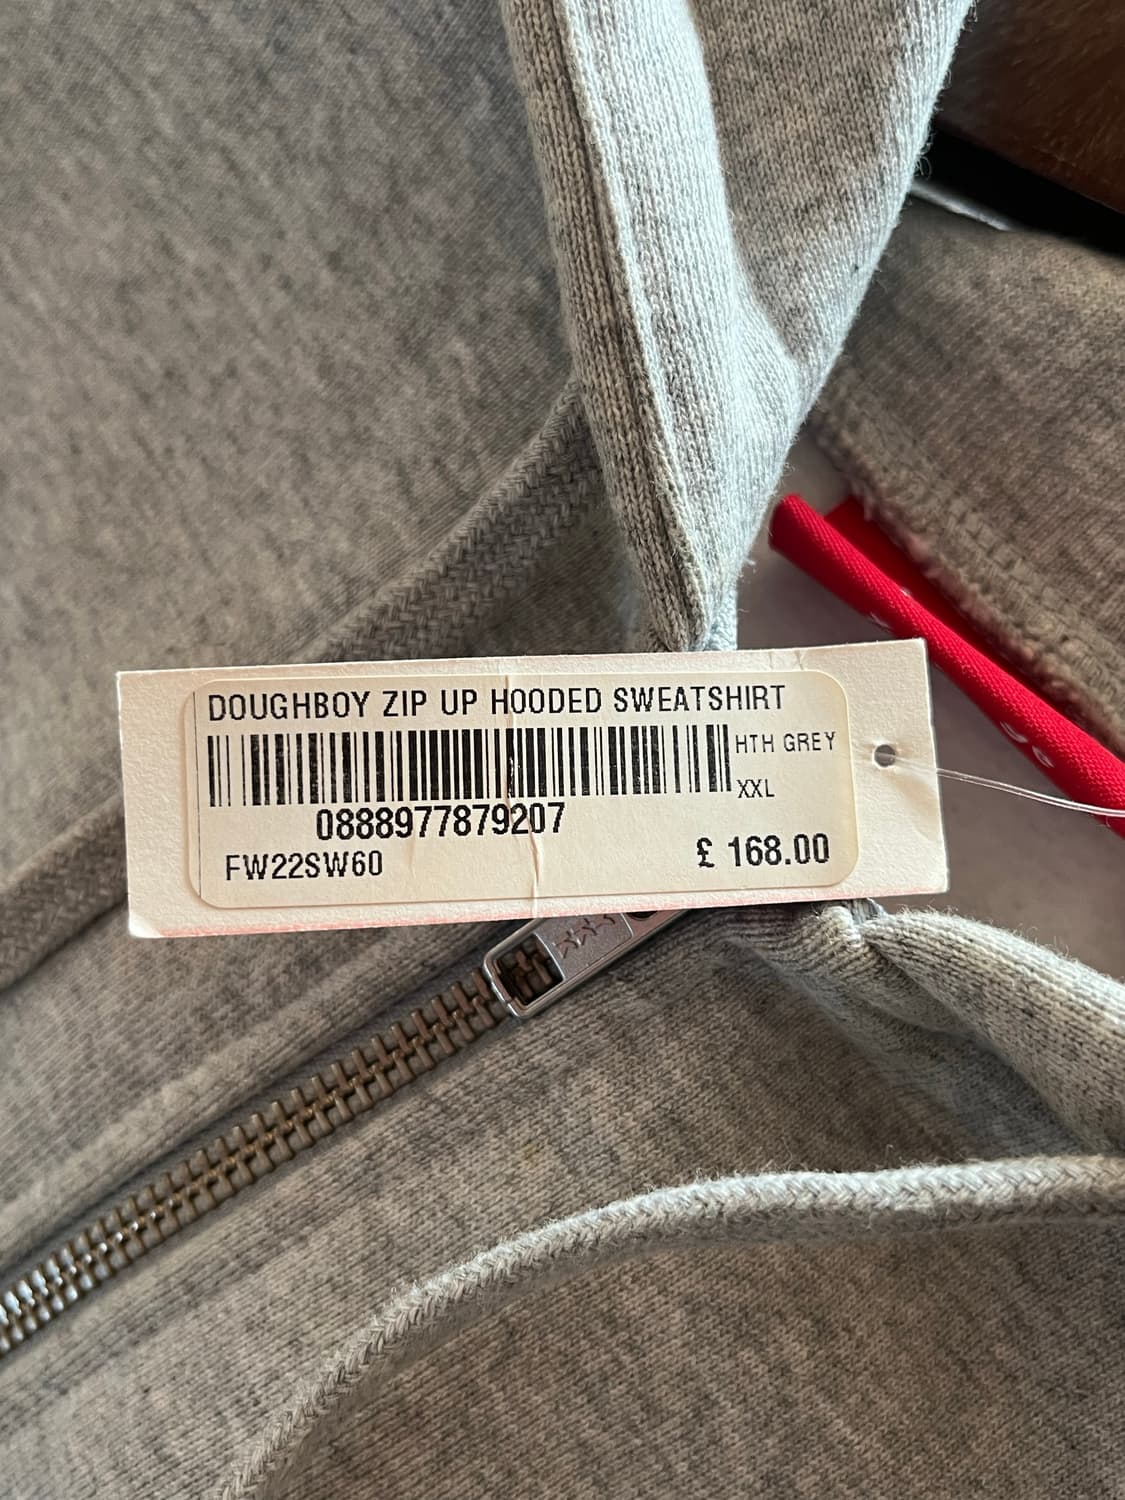 DOUGHBOY ZIP UP HOODED SWEATSHIRT
HTH GREY
XXL
0888977879207
FW22SW60
£ 168.00